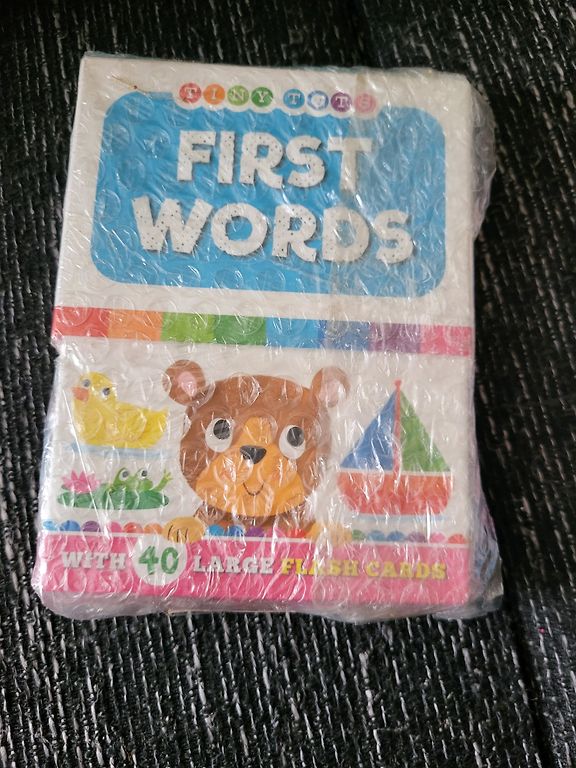 TINY TOTS
FIRST
WORDS
WITH 40 LARGE FLASH CARDS